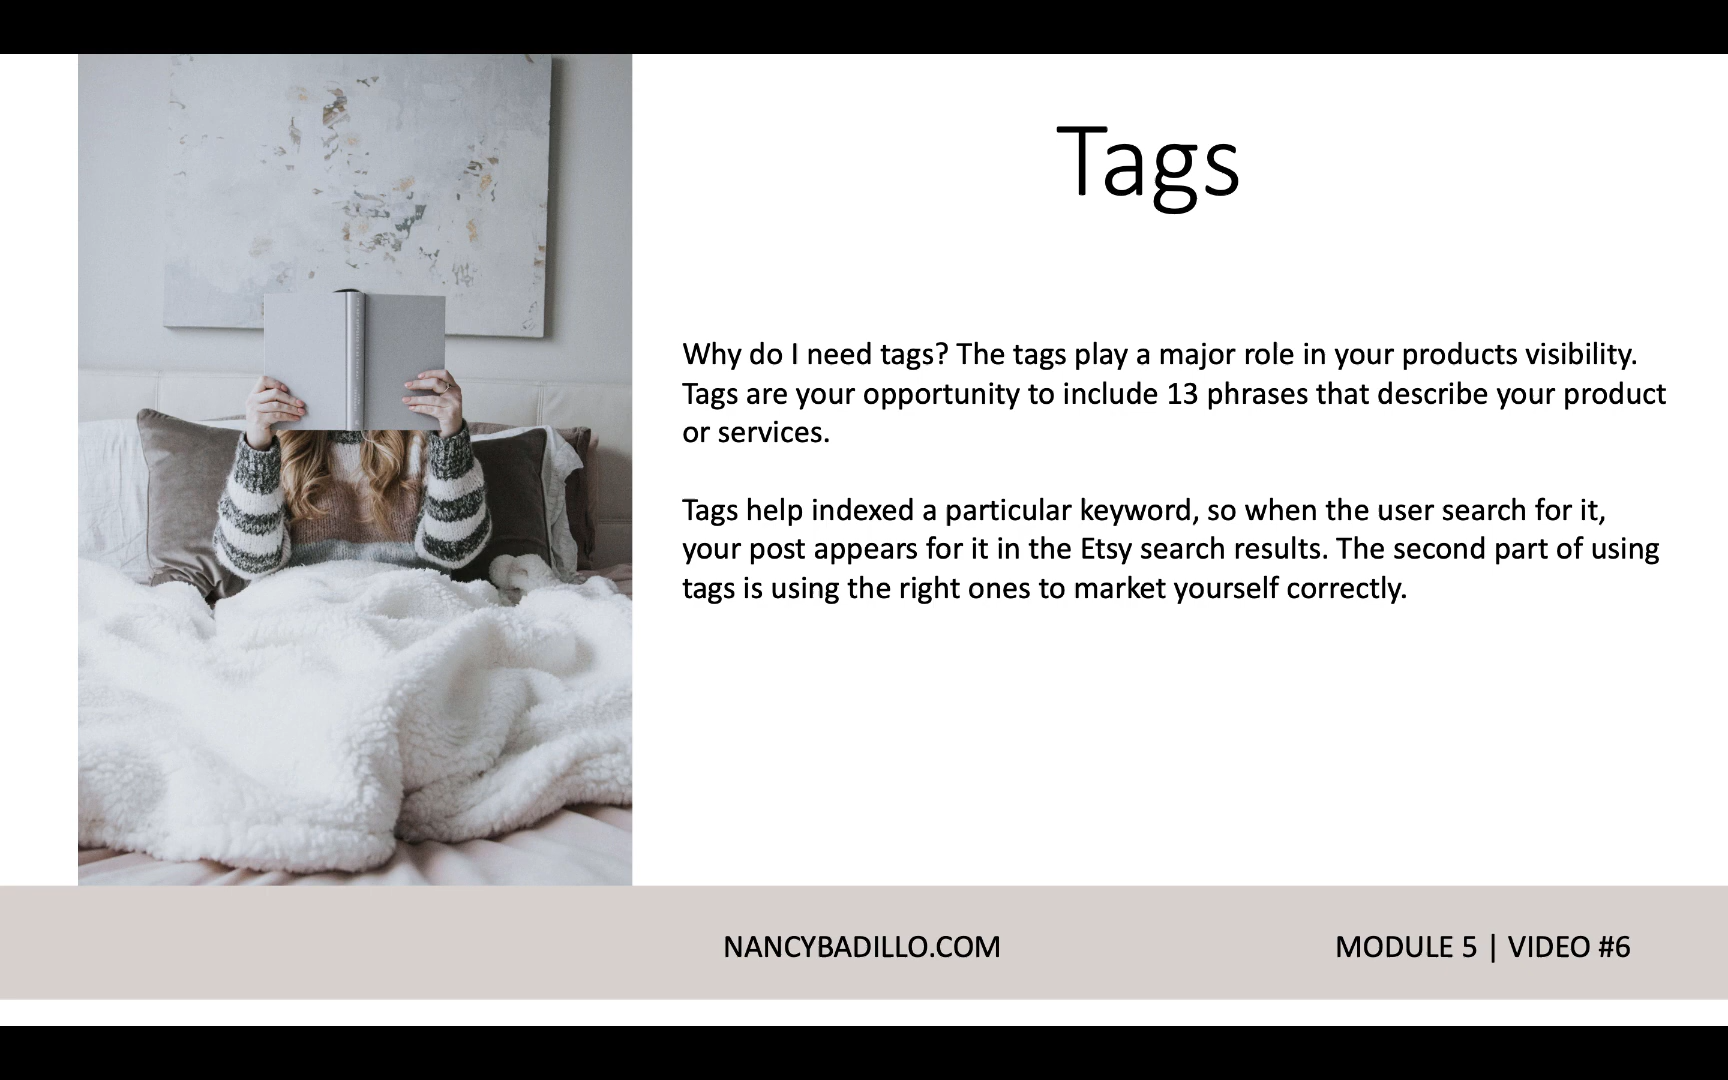 Tags
Why do I need tags? The tags play a major role in your products visibility.
Tags are your opportunity to include 13 phrases that describe your product
or services.
Tags help indexed a particular keyword, so when the user search for it,
your post appears for it in the Etsy search results. The second part of using
tags is using the right ones to market yourself correctly.
NANCYBADILLO.COM
MODULE 5 | VIDEO #6